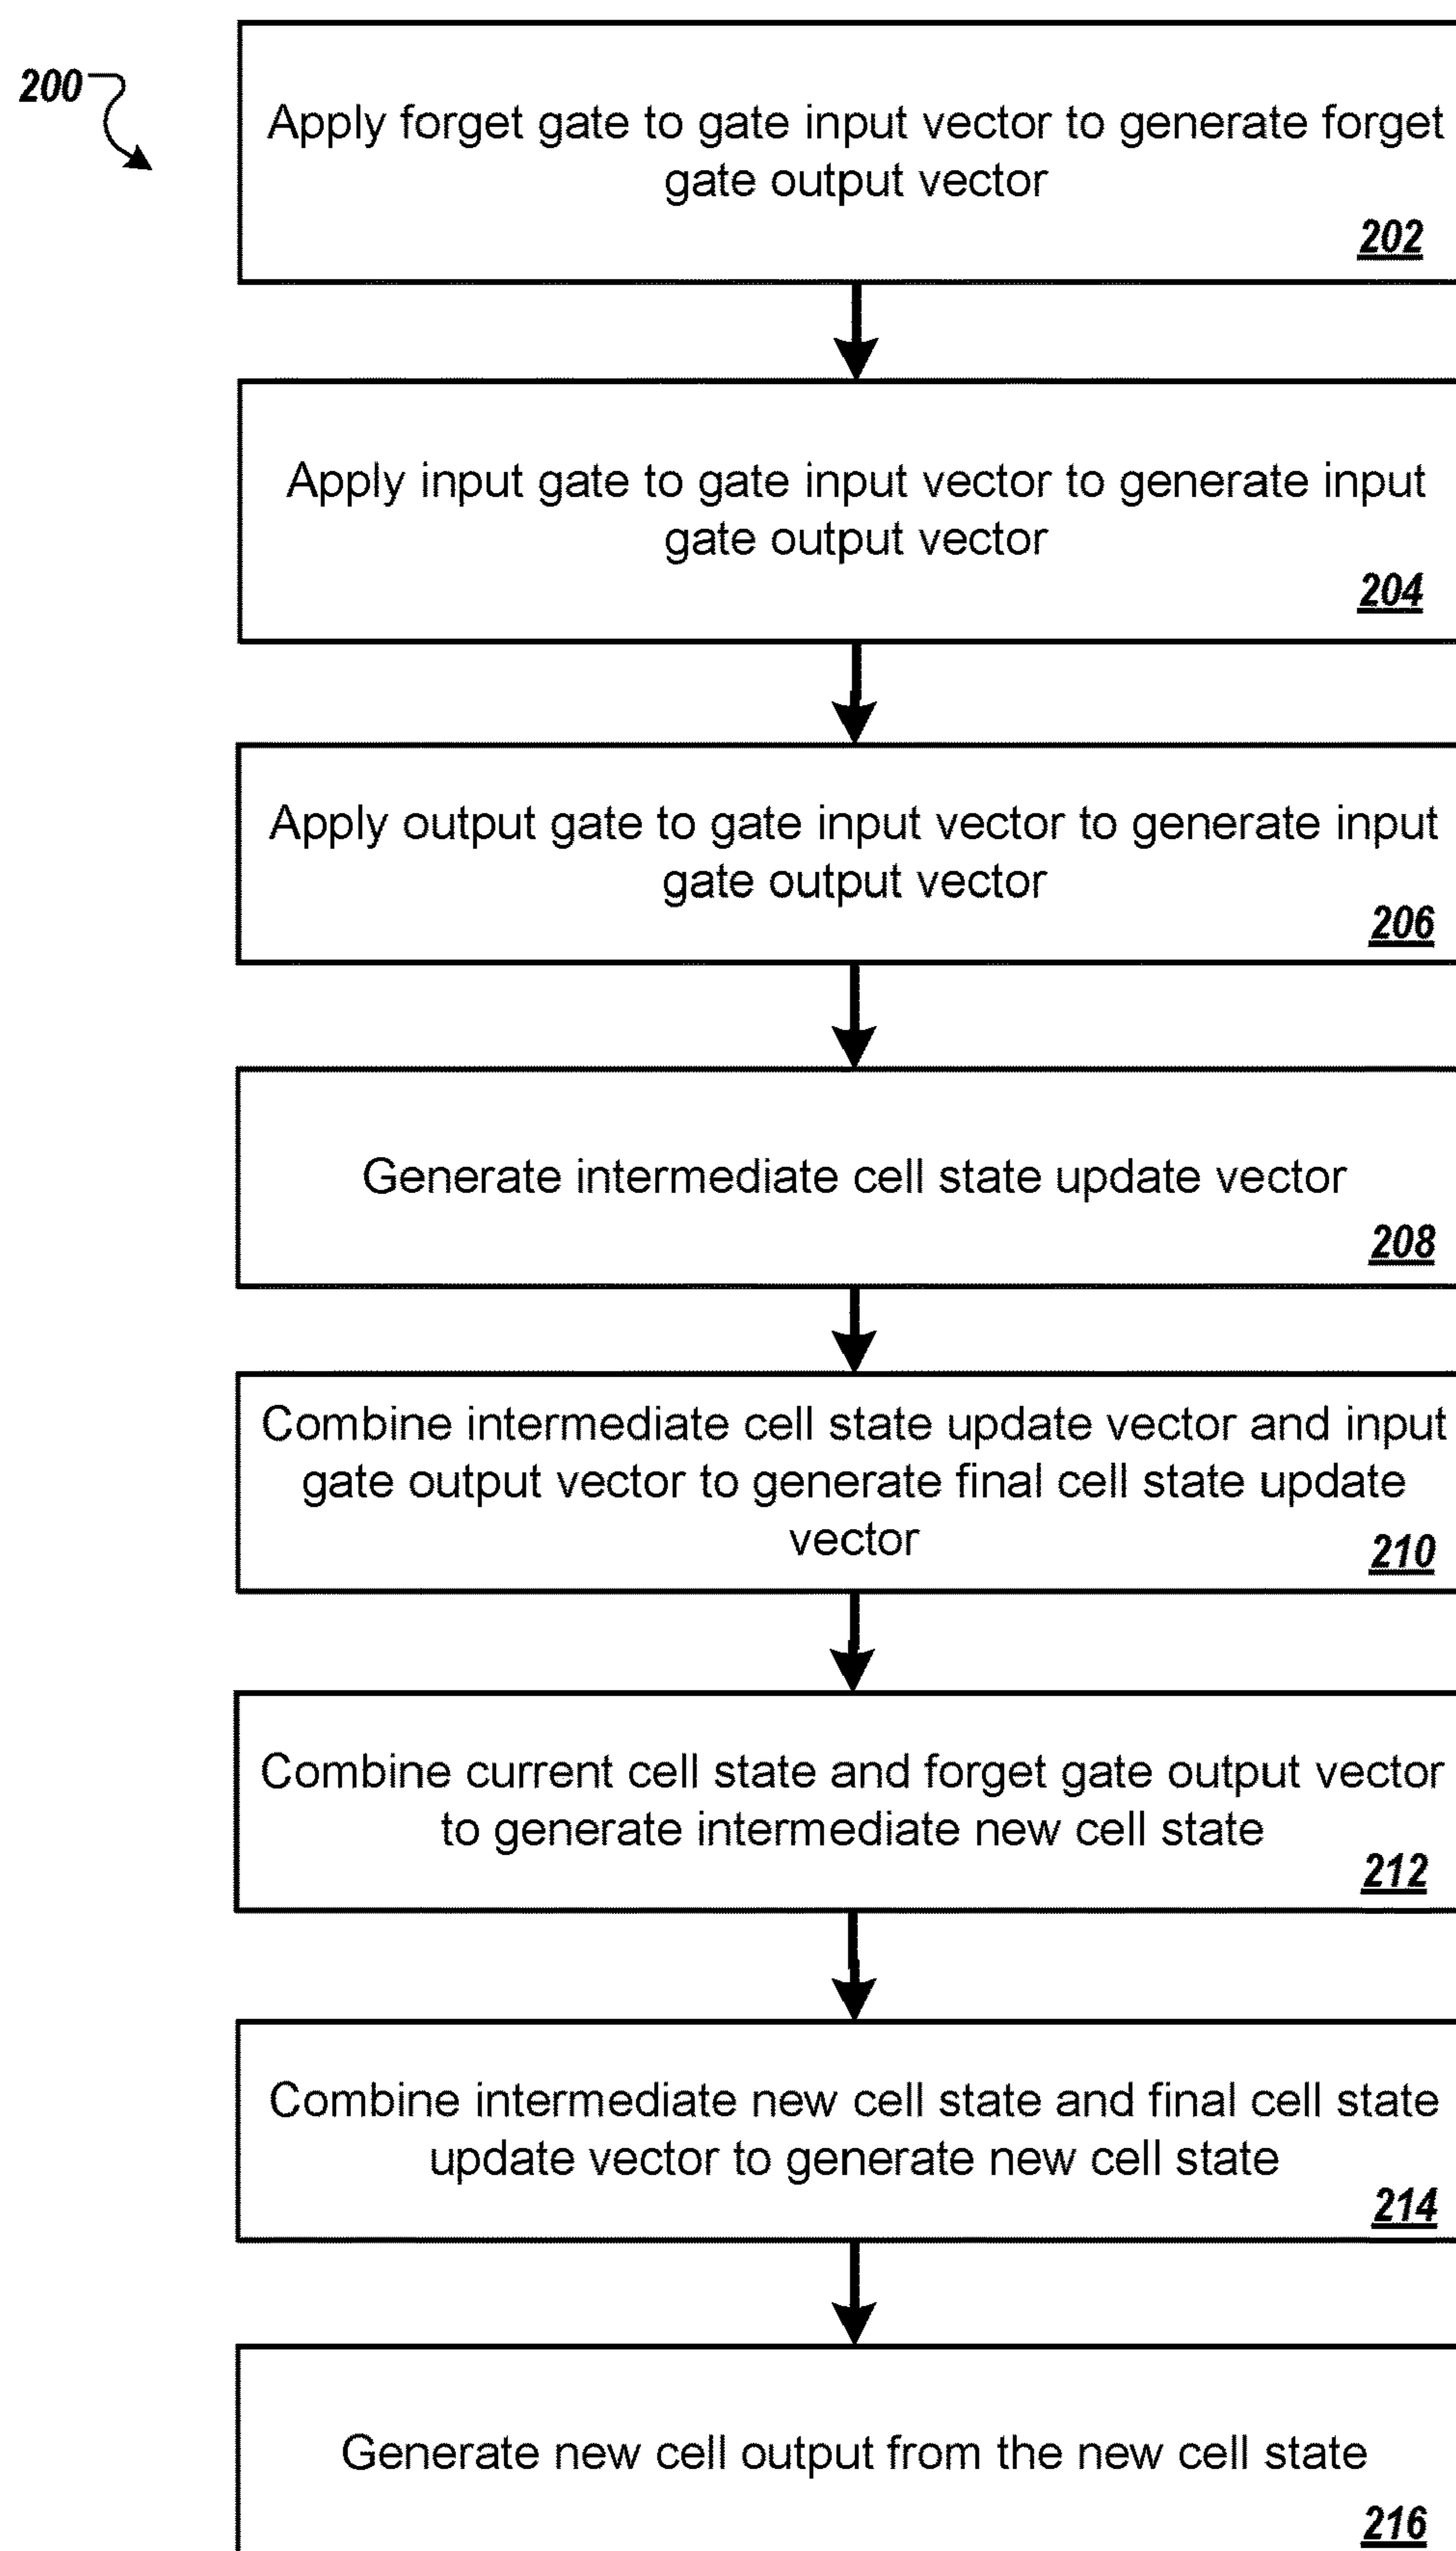 200
Apply forget gate to gate input vector to generate forget
gate output vector
202
Apply input gate to gate input vector to generate input
gate output vector
204
Apply output gate to gate input vector to generate input
gate output vector
206
Generate intermediate cell state update vector
208
Combine intermediate cell state update vector and input
gate output vector to generate final cell state update
vector
210
Combine current cell state and forget gate output vector
to generate intermediate new cell state
212
Combine intermediate new cell state and final cell state
update vector to generate new cell state
214
Generate new cell output from the new cell state
216